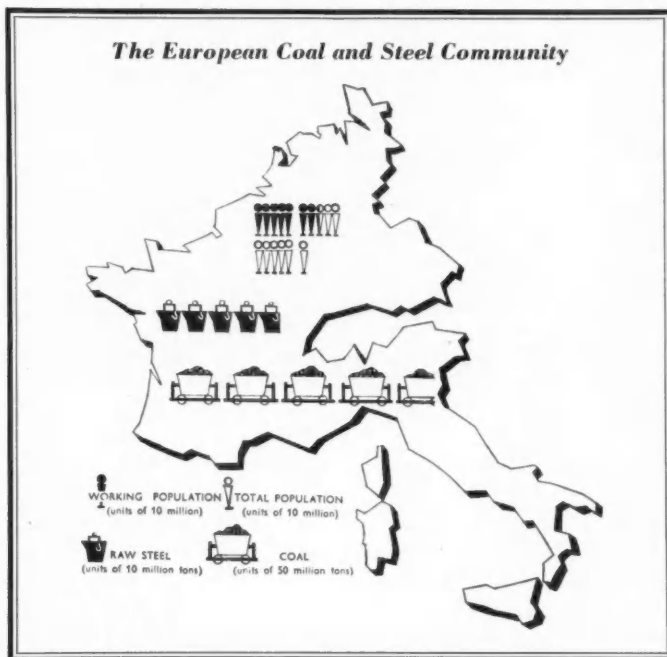 The European Coal and Steel Community
WORKING POPULATION
(units of 10 million)
TOTAL POPULATION
(units of 10 million)
RAW STEEL
(units of 10 million tons)
COAL
(units of 50 million tons)